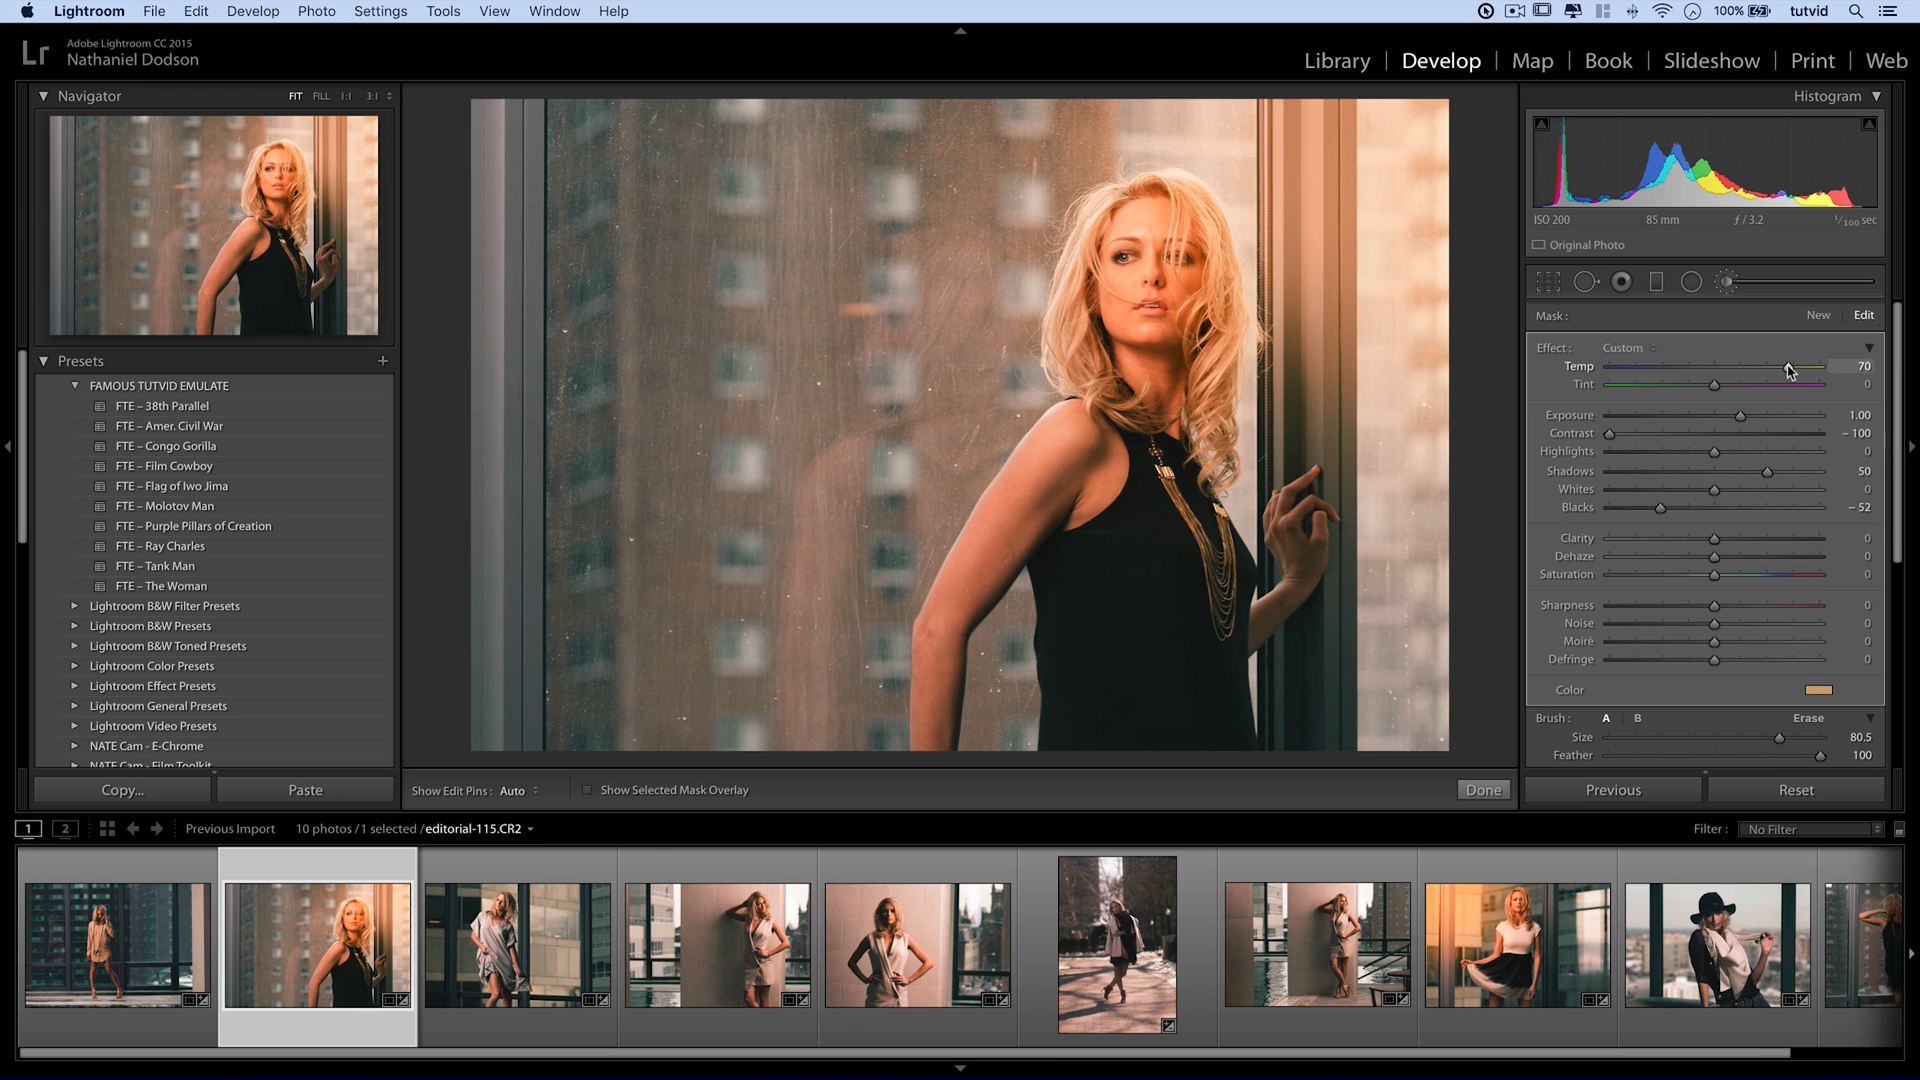 Lightroom File Edit Develop Photo Settings Tools View Window Help 100% tutvid
Adobe Lightroom CC 2015
Nathaniel Dodson
Lr
Library | Develop | Map | Book | Slideshow | Print | Web
Navigator FIT FILL 1:1 3:1
Presets +
FAMOUS TUTVID EMULATE
FTE – 38th Parallel
FTE – Amer. Civil War
FTE – Congo Gorilla
FTE – Film Cowboy
FTE – Flag of Iwo Jima
FTE – Molotov Man
FTE – Purple Pillars of Creation
FTE – Ray Charles
FTE – Tank Man
FTE – The Woman
Lightroom B&W Filter Presets
Lightroom B&W Presets
Lightroom B&W Toned Presets
Lightroom Color Presets
Lightroom Effect Presets
Lightroom General Presets
Lightroom Video Presets
NATE Cam - E-Chrome
NATE Cam - Film Toolkit
Copy... Paste
Show Edit Pins : Auto Show Selected Mask Overlay Done
Histogram
ISO 200 85 mm ƒ / 3.2 1/100 sec
Original Photo
Mask : New Edit
Effect : Custom
Temp 70
Tint 0
Exposure 1.00
Contrast – 100
Highlights 0
Shadows 50
Whites 0
Blacks – 52
Clarity 0
Dehaze 0
Saturation 0
Sharpness 0
Noise 0
Moiré 0
Defringe 0
Color
Brush : A B Erase
Size 80.5
Feather 100
Previous Reset
1 2 Previous Import 10 photos /1 selected /editorial-115.CR2 Filter : No Filter